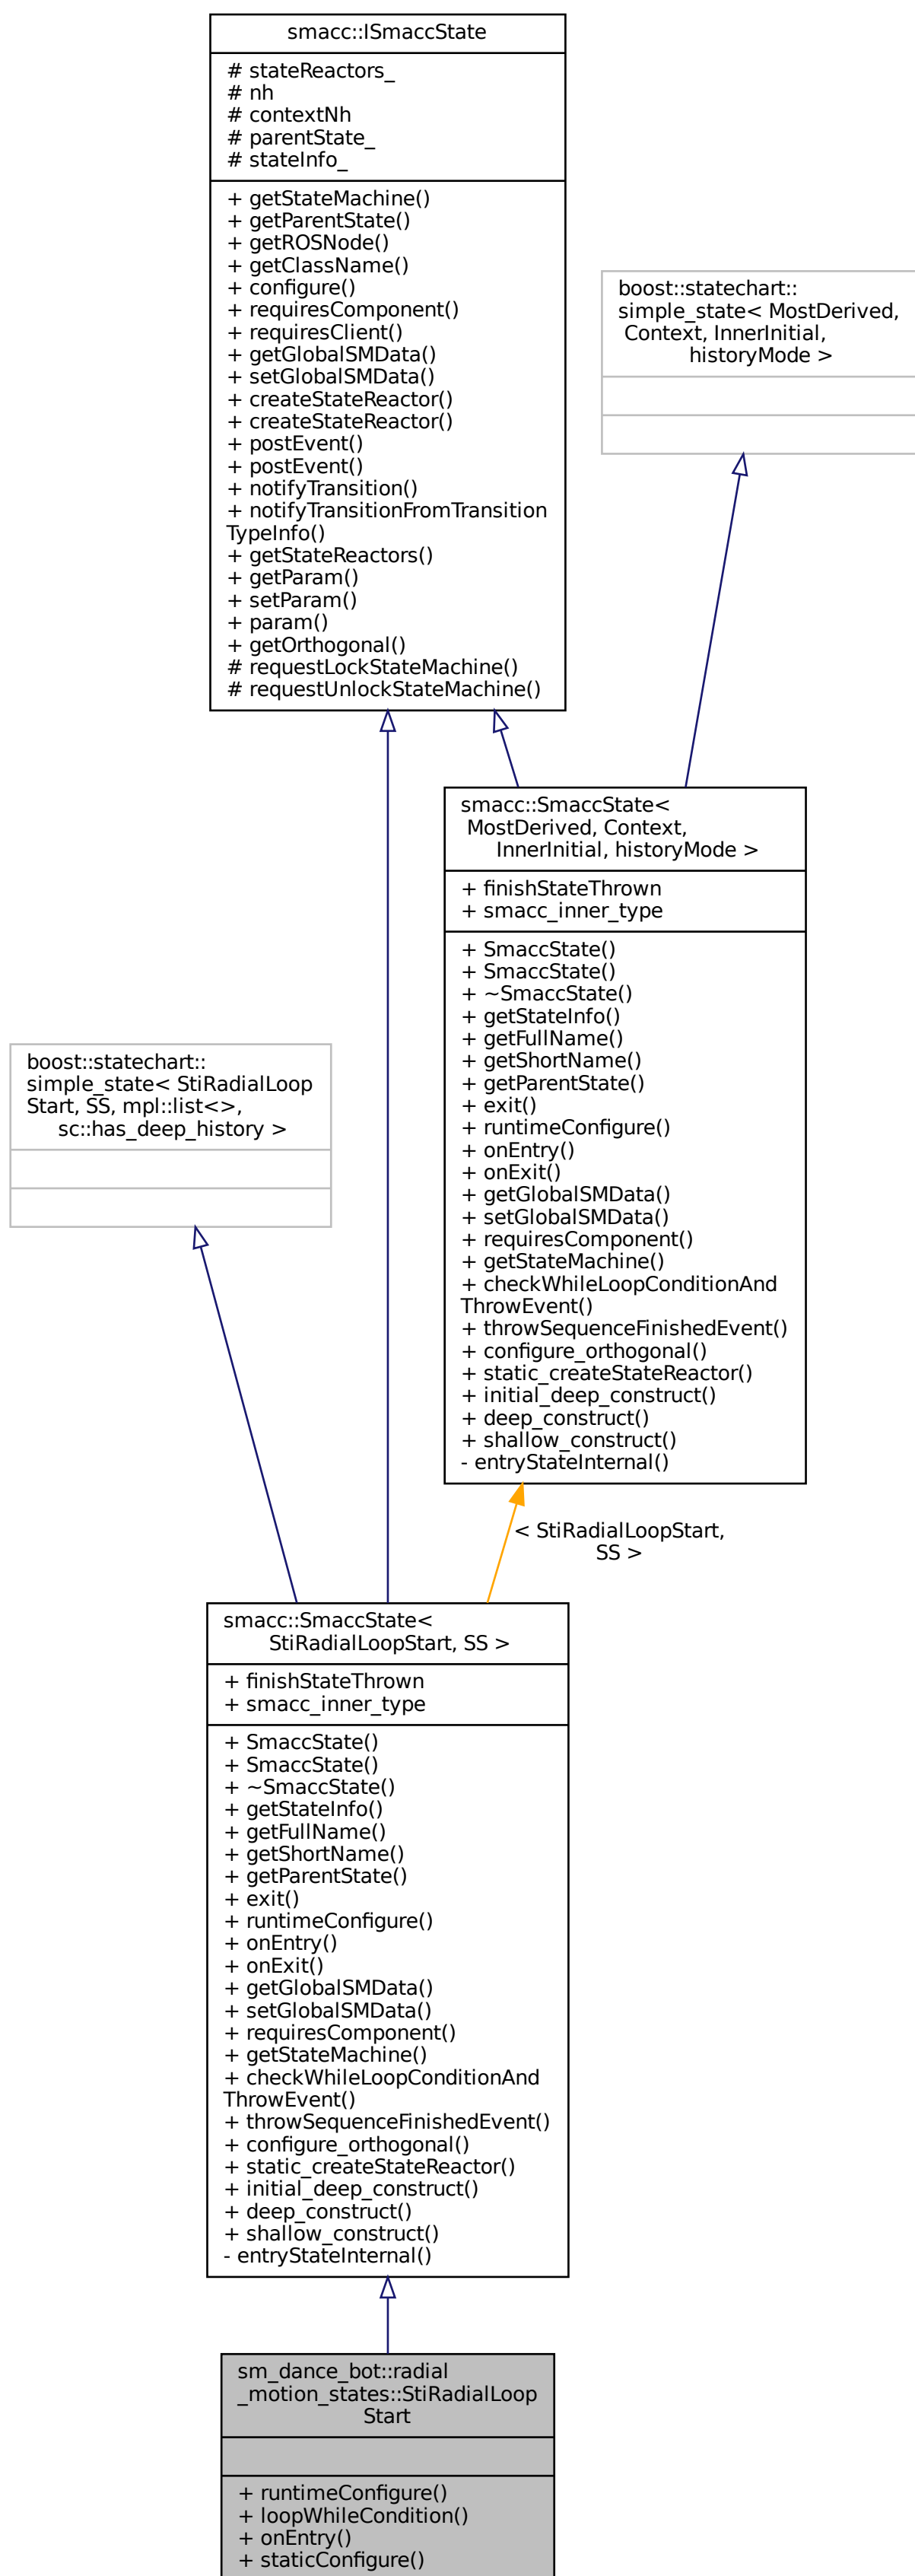 smacc::ISmaccState
# stateReactors_
# nh
# contextNh
# parentState_
# stateInfo_
+ getStateMachine()
+ getParentState()
+ getROSNode()
+ getClassName()
+ configure()
+ requiresComponent()
+ requiresClient()
+ getGlobalSMData()
+ setGlobalSMData()
+ createStateReactor()
+ createStateReactor()
+ postEvent()
+ postEvent()
+ notifyTransition()
+ notifyTransitionFromTransition
TypeInfo()
+ getStateReactors()
+ getParam()
+ setParam()
+ param()
+ getOrthogonal()
# requestLockStateMachine()
# requestUnlockStateMachine()
boost::statechart::
simple_state< MostDerived,
Context, InnerInitial,
historyMode >
smacc::SmaccState<
MostDerived, Context,
InnerInitial, historyMode >
+ finishStateThrown
+ smacc_inner_type
+ SmaccState()
+ SmaccState()
+ ~SmaccState()
+ getStateInfo()
+ getFullName()
+ getShortName()
+ getParentState()
+ exit()
+ runtimeConfigure()
+ onEntry()
+ onExit()
+ getGlobalSMData()
+ setGlobalSMData()
+ requiresComponent()
+ getStateMachine()
+ checkWhileLoopConditionAnd
ThrowEvent()
+ throwSequenceFinishedEvent()
+ configure_orthogonal()
+ static_createStateReactor()
+ initial_deep_construct()
+ deep_construct()
+ shallow_construct()
- entryStateInternal()
boost::statechart::
simple_state< StiRadialLoop
Start, SS, mpl::list<>,
sc::has_deep_history >
< StiRadialLoopStart,
SS >
smacc::SmaccState<
StiRadialLoopStart, SS >
+ finishStateThrown
+ smacc_inner_type
+ SmaccState()
+ SmaccState()
+ ~SmaccState()
+ getStateInfo()
+ getFullName()
+ getShortName()
+ getParentState()
+ exit()
+ runtimeConfigure()
+ onEntry()
+ onExit()
+ getGlobalSMData()
+ setGlobalSMData()
+ requiresComponent()
+ getStateMachine()
+ checkWhileLoopConditionAnd
ThrowEvent()
+ throwSequenceFinishedEvent()
+ configure_orthogonal()
+ static_createStateReactor()
+ initial_deep_construct()
+ deep_construct()
+ shallow_construct()
- entryStateInternal()
sm_dance_bot::radial
_motion_states::StiRadialLoop
Start
+ runtimeConfigure()
+ loopWhileCondition()
+ onEntry()
+ staticConfigure()